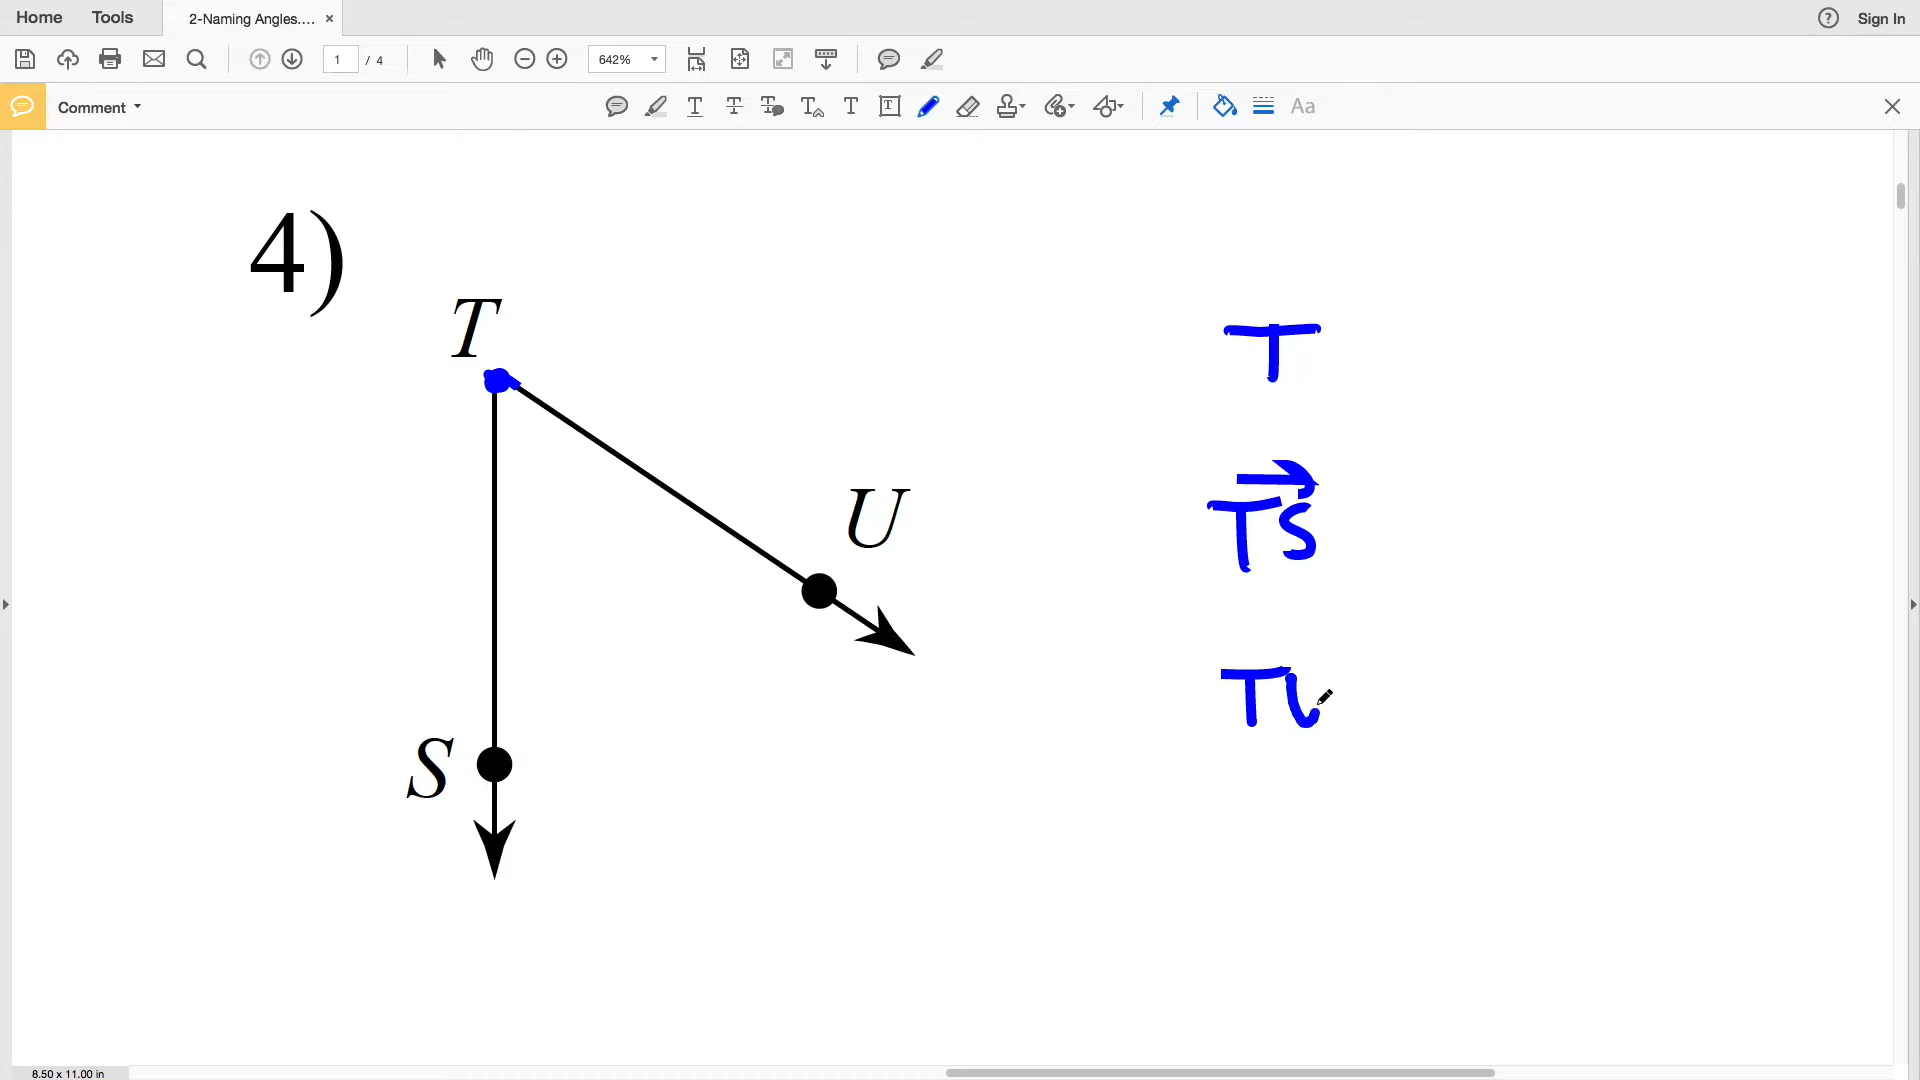 Home Tools 2-Naming Angles.... × ? Sign In
1 / 4 642%
Comment T T T T T T Aa
4)
T
T
U
TS
S
TU
8.50 x 11.00 in